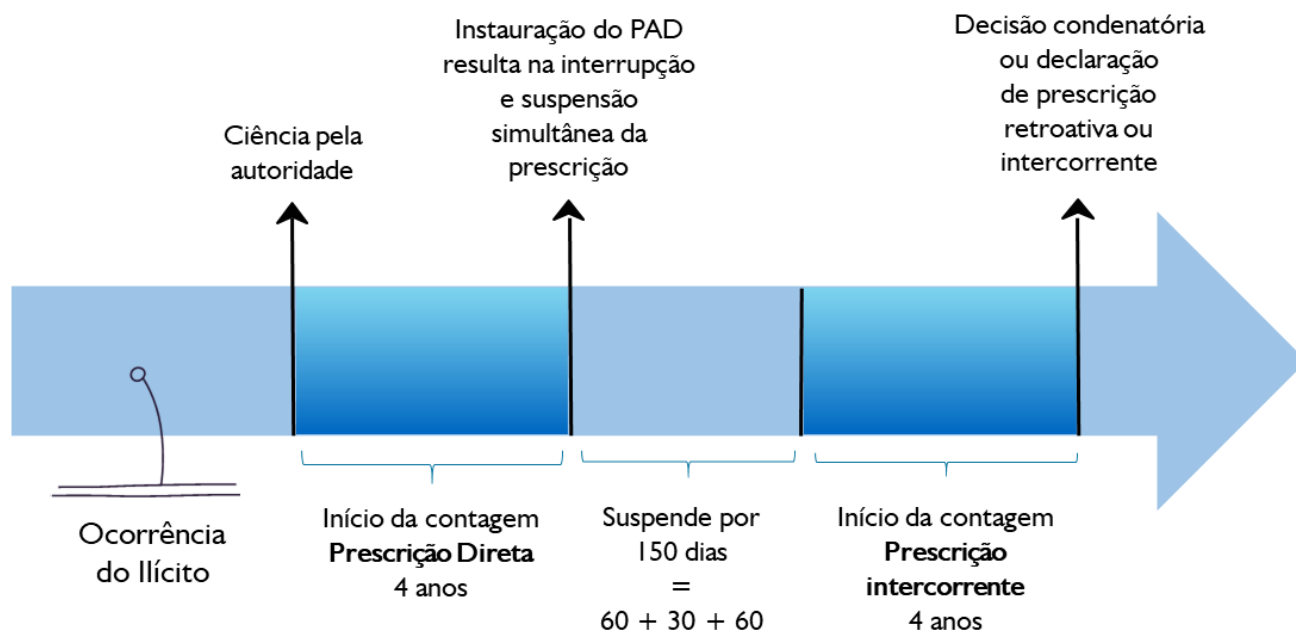 Ciência pela
autoridade
Instauração do PAD
resulta na interrupção
e suspensão
simultânea da
prescrição
Decisão condenatória
ou declaração
de prescrição
retroativa ou
intercorrente
Ocorrência
do Ilícito
Início da contagem
Prescrição Direta
4 anos
Suspende por
150 dias
=
60 + 30 + 60
Início da contagem
Prescrição
intercorrente
4 anos